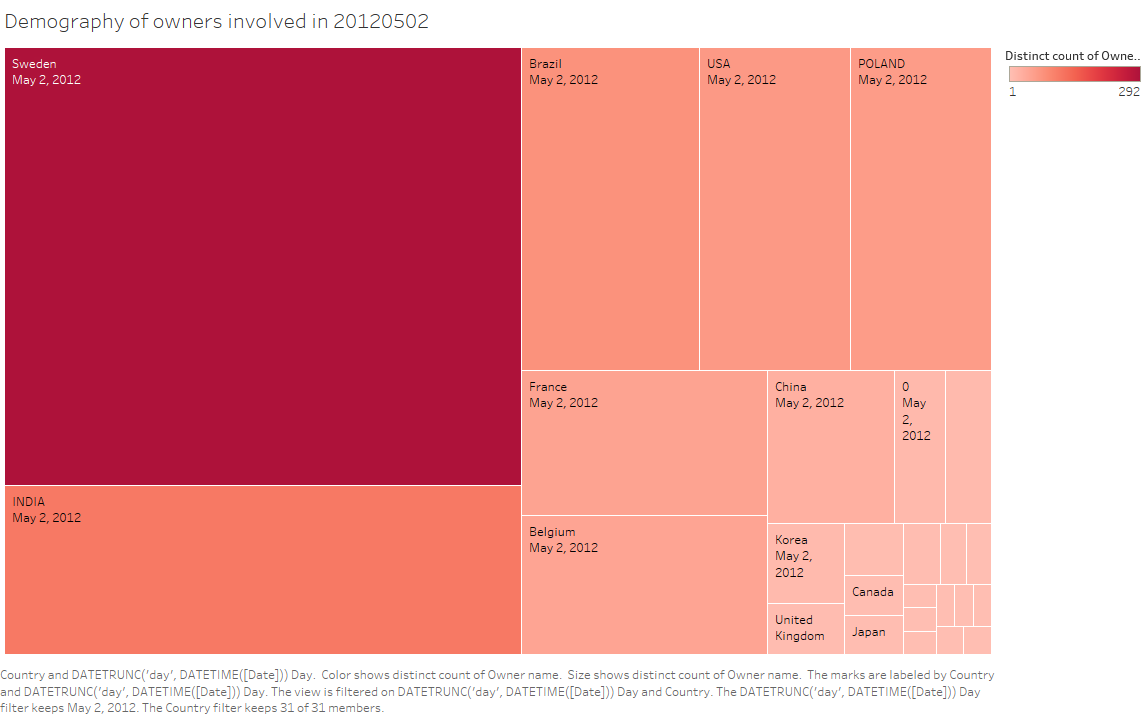 Demography of owners involved in 20120502
Sweden
May 2, 2012
Brazil
May 2, 2012
USA
May 2, 2012
POLAND
May 2, 2012
Distinct count of Owne..
1
292
France
May 2, 2012
China
May 2, 2012
0
May
2,
2012
INDIA
May 2, 2012
Belgium
May 2, 2012
Korea
May 2,
2012
Canada
United
Kingdom
Japan
Country and DATETRUNC('day', DATETIME([Date])) Day.  Color shows distinct count of Owner name.  Size shows distinct count of Owner name.  The marks are labeled by Country
and DATETRUNC('day', DATETIME([Date])) Day. The view is filtered on DATETRUNC('day', DATETIME([Date])) Day and Country. The DATETRUNC('day', DATETIME([Date])) Day
filter keeps May 2, 2012. The Country filter keeps 31 of 31 members.